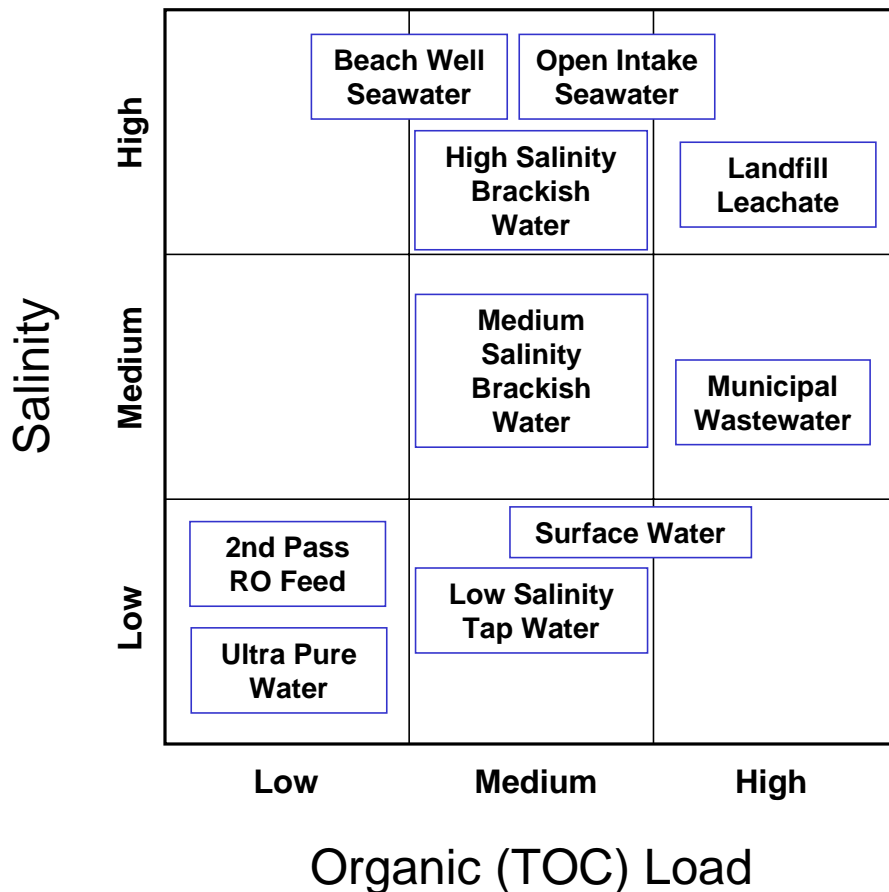 Beach Well
Seawater
Open Intake
Seawater
High Salinity
Brackish
Water
Landfill
Leachate
High
Medium
Salinity
Brackish
Water
Municipal
Wastewater
Medium
Salinity
2nd Pass
RO Feed
Surface Water
Low Salinity
Tap Water
Ultra Pure
Water
Low
Low
Medium
High
Organic (TOC) Load